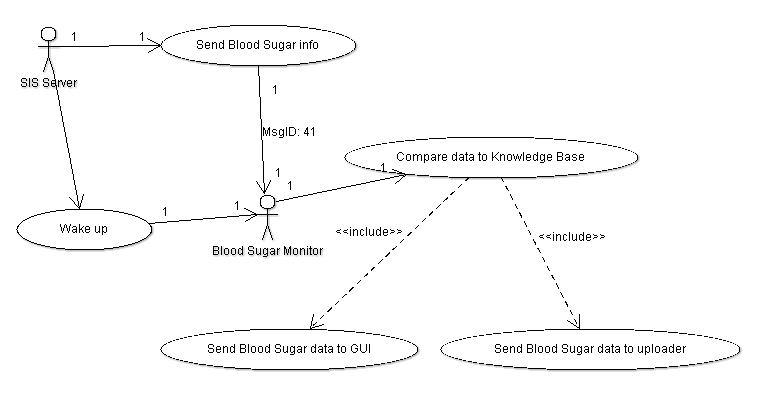 1
1
Send Blood Sugar info
SIS Server
1
MsgID: 41
Compare data to Knowledge Base
1
1
1
1
1
Wake up
<<include>>
<<include>>
Blood Sugar Monitor
Send Blood Sugar data to GUI
Send Blood Sugar data to uploader